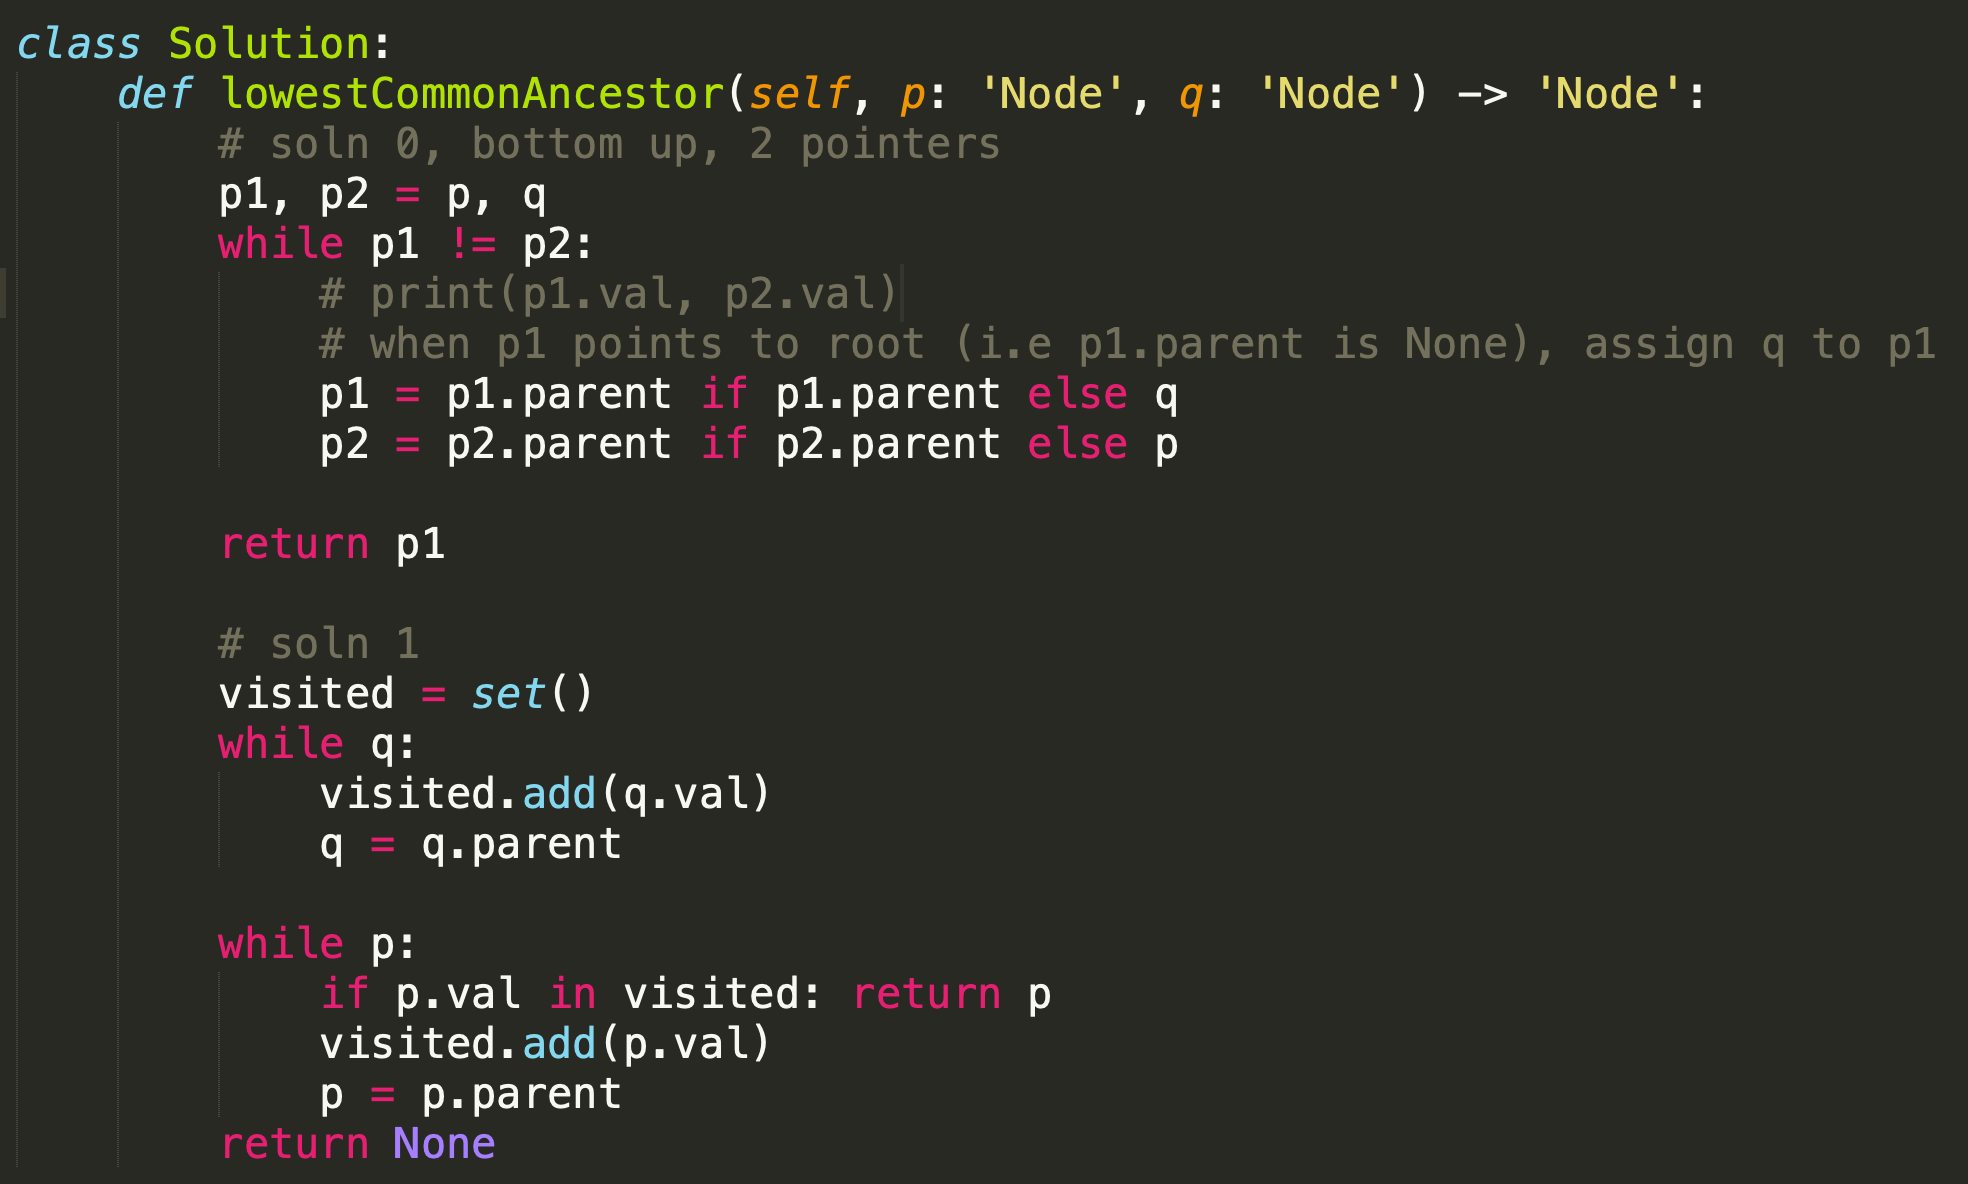 class Solution:
    def lowestCommonAncestor(self, p: 'Node', q: 'Node') -> 'Node':
        # soln 0, bottom up, 2 pointers
        p1, p2 = p, q
        while p1 != p2:
            # print(p1.val, p2.val)
            # when p1 points to root (i.e p1.parent is None), assign q to p1
            p1 = p1.parent if p1.parent else q
            p2 = p2.parent if p2.parent else p

        return p1

        # soln 1
        visited = set()
        while q:
            visited.add(q.val)
            q = q.parent

        while p:
            if p.val in visited: return p
            visited.add(p.val)
            p = p.parent
        return None